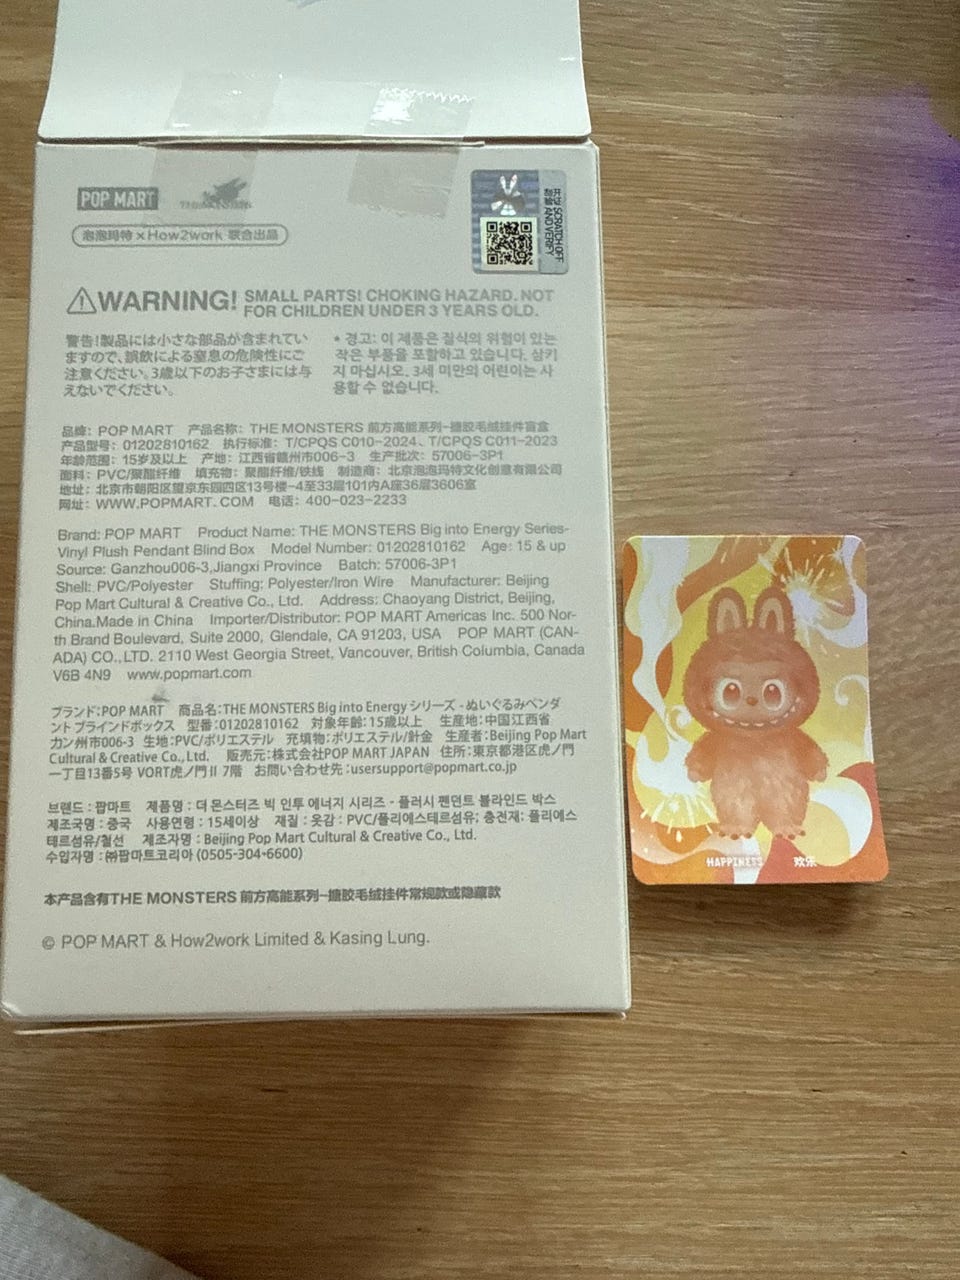 POP MART
THE MONSTERS
泡泡玛特 × How2work 联合出品
SCRATCH OFF
AND VERIFY
WARNING! SMALL PARTS! CHOKING HAZARD. NOT
FOR CHILDREN UNDER 3 YEARS OLD.
警告！製品には小さな部品が含まれてい
ますので、誤飲による窒息の危険性にご
注意ください。3歳以下のお子さまには与
えないでください。
* 경고: 이 제품은 질식의 위험이 있는
작은 부품을 포함하고 있습니다. 삼키
지 마십시오. 3세 미만의 어린이는 사
용할 수 없습니다.
品牌：POP MART 产品名称：THE MONSTERS 前方高能系列-搪胶毛绒挂件盲盒
产品型号：01202810162 执行标准：T/CPQS C010-2024、T/CPQS C011-2023
年龄范围：15岁及以上 产地：江西省赣州市006-3 生产批次：57006-3P1
面料：PVC/聚酯纤维 填充物：聚酯纤维/铁线 制造商：北京泡泡玛特文化创意有限公司
地址：北京市朝阳区望京东园四区13号楼-4至33层101内A座36层3606室
网址：WWW.POPMART.COM 电话：400-023-2233
Brand: POP MART Product Name: THE MONSTERS Big into Energy Series-
Vinyl Plush Pendant Blind Box Model Number: 01202810162 Age: 15 & up
Source: Ganzhou006-3,Jiangxi Province Batch: 57006-3P1
Shell: PVC/Polyester Stuffing: Polyester/Iron Wire Manufacturer: Beijing
Pop Mart Cultural & Creative Co., Ltd. Address: Chaoyang District, Beijing,
China.Made in China Importer/Distributor: POP MART Americas Inc. 500 Nor-
th Brand Boulevard, Suite 2000, Glendale, CA 91203, USA POP MART (CAN-
ADA) CO.,LTD. 2110 West Georgia Street, Vancouver, British Columbia, Canada
V6B 4N9 www.popmart.com
ブランド：POP MART 商品名：THE MONSTERS Big into Energy シリーズ - ぬいぐるみペンダ
ント ブラインドボックス 型番：01202810162 対象年齢：15歳以上 生産地：中国江西省
カン州市006-3 生地：PVC/ポリエステル 充填物：ポリエステル/針金 生産者：Beijing Pop Mart
Cultural & Creative Co., Ltd. 販売元：株式会社POP MART JAPAN 住所：東京都港区虎ノ門
一丁目13番5号 VORT虎ノ門Ⅱ 7階 お問い合わせ先：usersupport@popmart.co.jp
브랜드 : 팝마트 제품명 : 더 몬스터즈 빅 인투 에너지 시리즈 - 플러시 펜던트 블라인드 박스
제조국명 : 중국 사용연령 : 15세이상 재질 : 옷감 : PVC/폴리에스테르섬유; 충전재: 폴리에스
테르섬유/철선 제조자명 : Beijing Pop Mart Cultural & Creative Co., Ltd.
수입자명 : ㈜팝마트코리아 (0505-304-6600)
本产品含有THE MONSTERS 前方高能系列-搪胶毛绒挂件常规款或隐藏款
© POP MART & How2work Limited & Kasing Lung.
HAPPINESS 欢乐